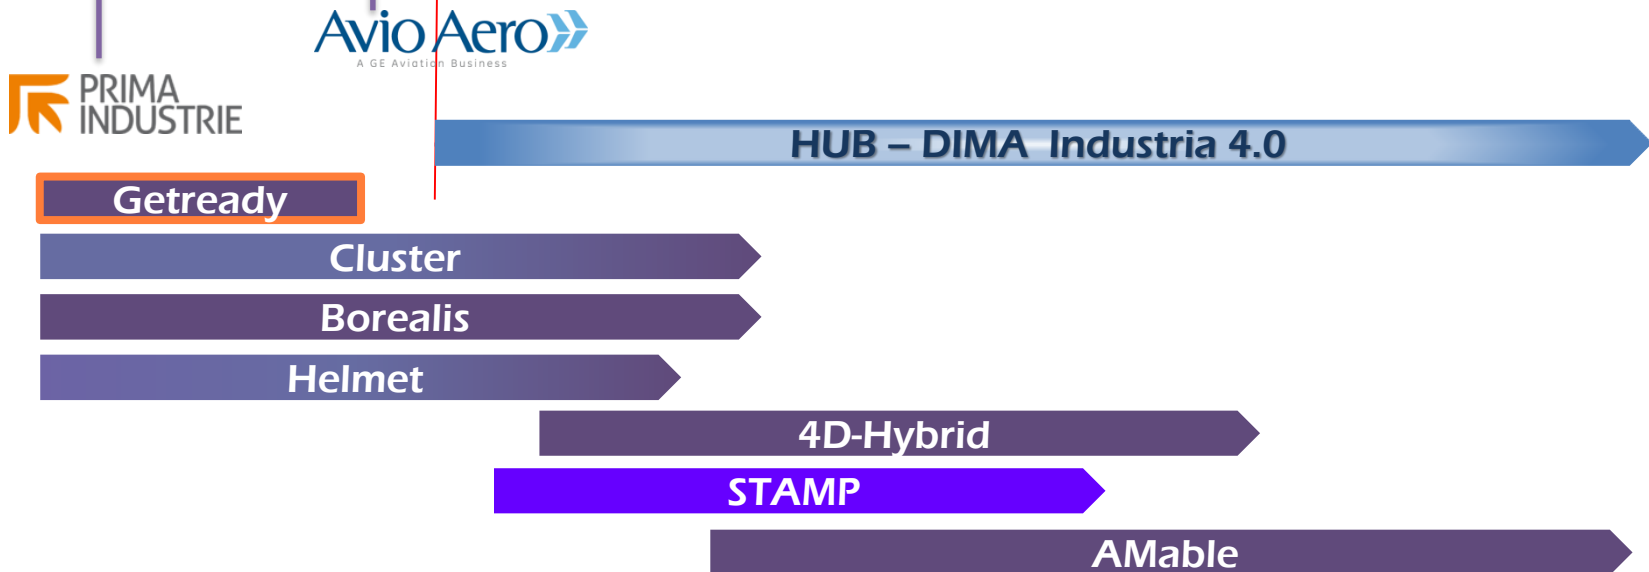 Avio Aero
A GE Aviation Business
PRIMA
INDUSTRIE
HUB – DIMA Industria 4.0
Getready
Cluster
Borealis
Helmet
4D-Hybrid
STAMP
AMable